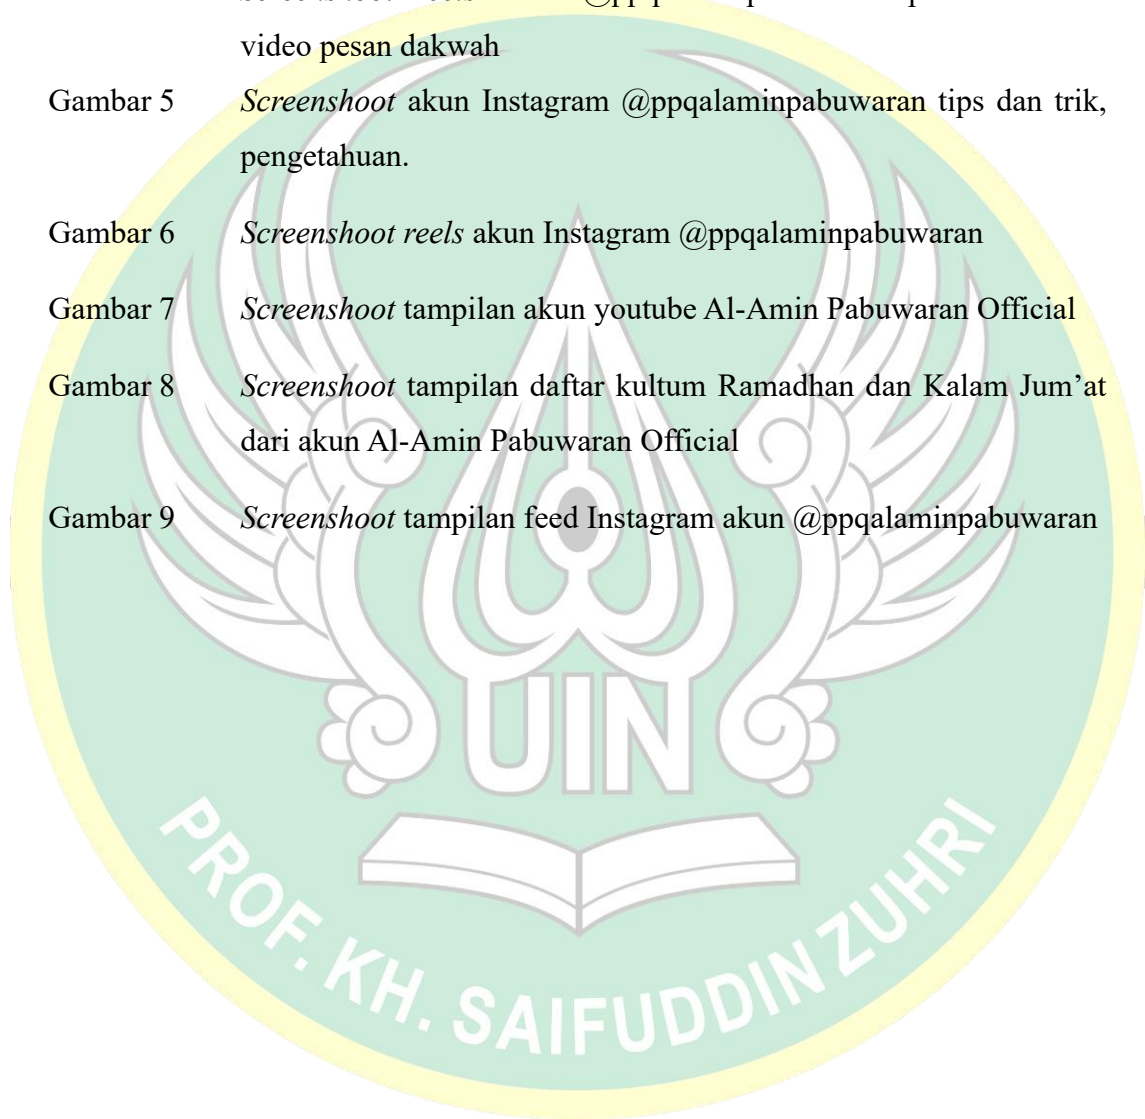 video pesan dakwah
Gambar 5 Screenshoot akun Instagram @ppqalaminpabuwaran tips dan trik,
pengetahuan.
Gambar 6 Screenshoot reels akun Instagram @ppqalaminpabuwaran
Gambar 7 Screenshoot tampilan akun youtube Al-Amin Pabuwaran Official
Gambar 8 Screenshoot tampilan daftar kultum Ramadhan dan Kalam Jum’at
dari akun Al-Amin Pabuwaran Official
Gambar 9 Screenshoot tampilan feed Instagram akun @ppqalaminpabuwaran
UIN
PROF. KH. SAIFUDDIN ZUHRI